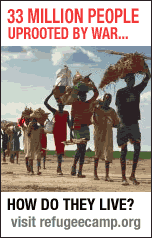 33 MILLION PEOPLE
UPROOTED BY WAR...
HOW DO THEY LIVE?
visit refugeecamp.org